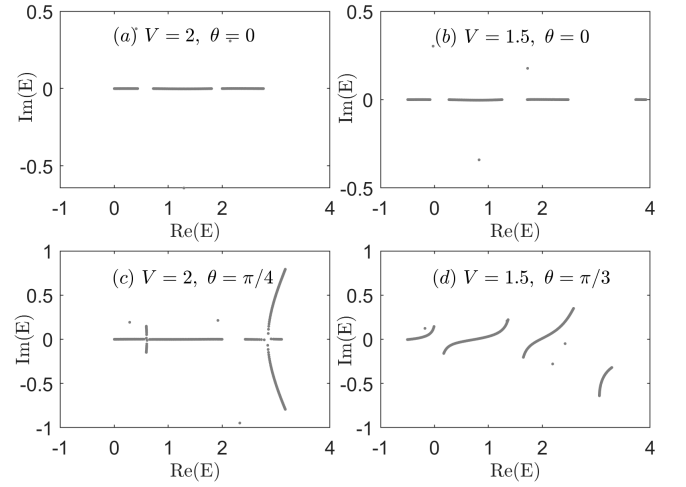 (a) V = 2, θ = 0
0.5
0
-0.5
Im(E)
-1 0 1 2 3 4
Re(E)
(b) V = 1.5, θ = 0
0.5
0
-0.5
Im(E)
-1 0 1 2 3 4
Re(E)
(c) V = 2, θ = π/4
1
0.5
0
-0.5
-1
Im(E)
-1 0 1 2 3 4
Re(E)
(d) V = 1.5, θ = π/3
1
0.5
0
-0.5
-1
Im(E)
-1 0 1 2 3 4
Re(E)